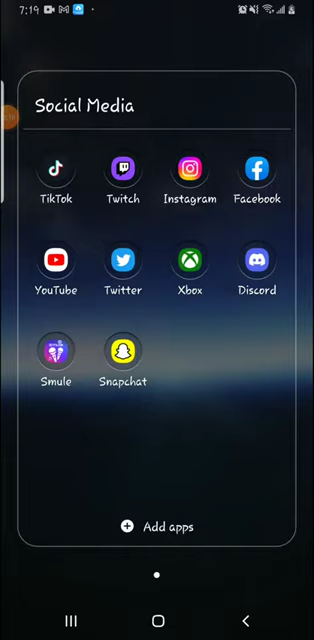 7:19
Social Media
TikTok Twitch Instagram Facebook
YouTube Twitter Xbox Discord
Smule Snapchat
Add apps